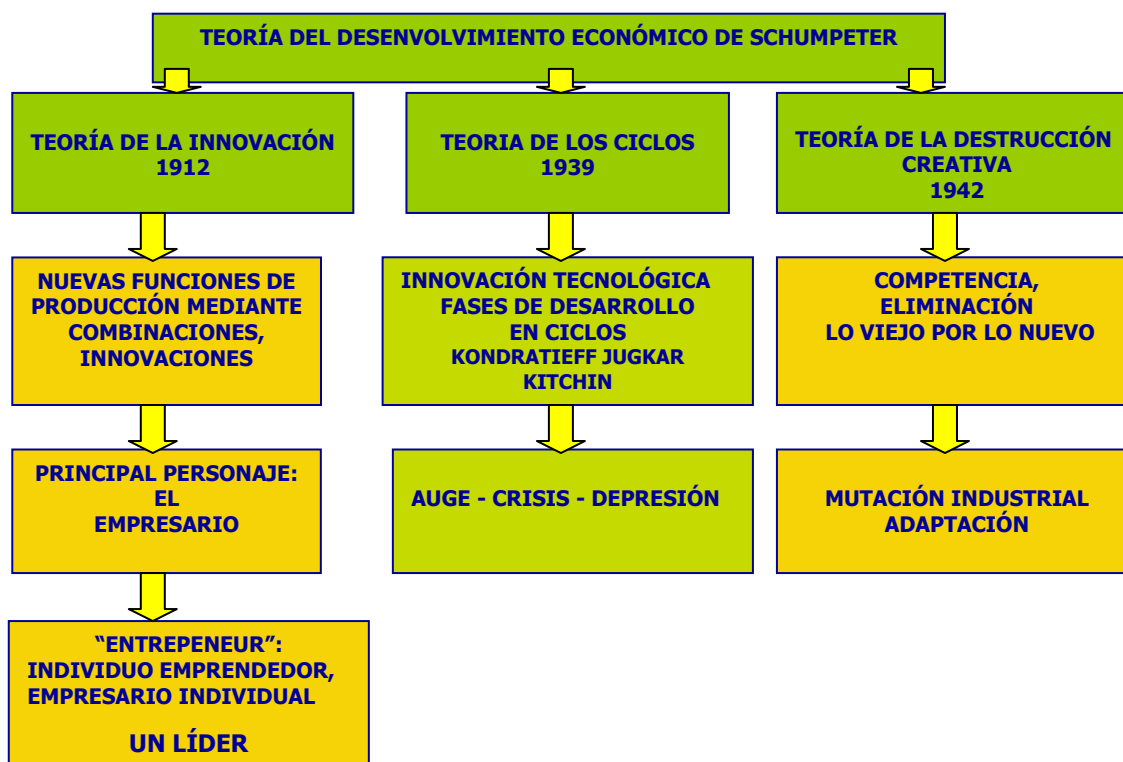 TEORÍA DEL DESENVOLVIMIENTO ECONÓMICO DE SCHUMPETER
TEORÍA DE LA INNOVACIÓN
1912
NUEVAS FUNCIONES DE
PRODUCCIÓN MEDIANTE
COMBINACIONES,
INNOVACIONES
PRINCIPAL PERSONAJE:
EL
EMPRESARIO
“ENTREPENEUR”:
INDIVIDUO EMPRENDEDOR,
EMPRESARIO INDIVIDUAL
UN LÍDER
TEORIA DE LOS CICLOS
1939
INNOVACIÓN TECNOLÓGICA
FASES DE DESARROLLO
EN CICLOS
KONDRATIEFF JUGKAR
KITCHIN
AUGE - CRISIS - DEPRESIÓN
TEORÍA DE LA DESTRUCCIÓN
CREATIVA
1942
COMPETENCIA,
ELIMINACIÓN
LO VIEJO POR LO NUEVO
MUTACIÓN INDUSTRIAL
ADAPTACIÓN